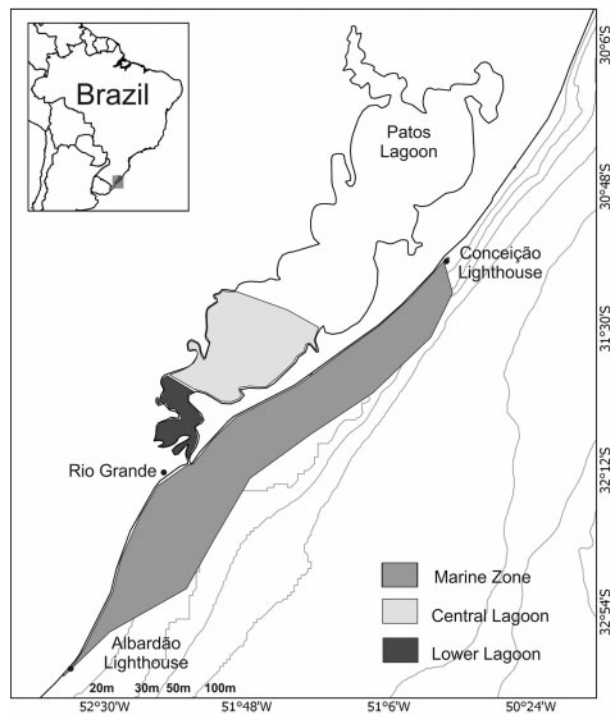 Brazil
Patos
Lagoon
Conceição
Lighthouse
Rio Grande
Albardão
Lighthouse
Marine Zone
Central Lagoon
Lower Lagoon
20m 30m 50m 100m
52°30'W 51°48'W 51°6'W 50°24'W
30°6'S
30°48'S
31°30'S
32°12'S
32°54'S